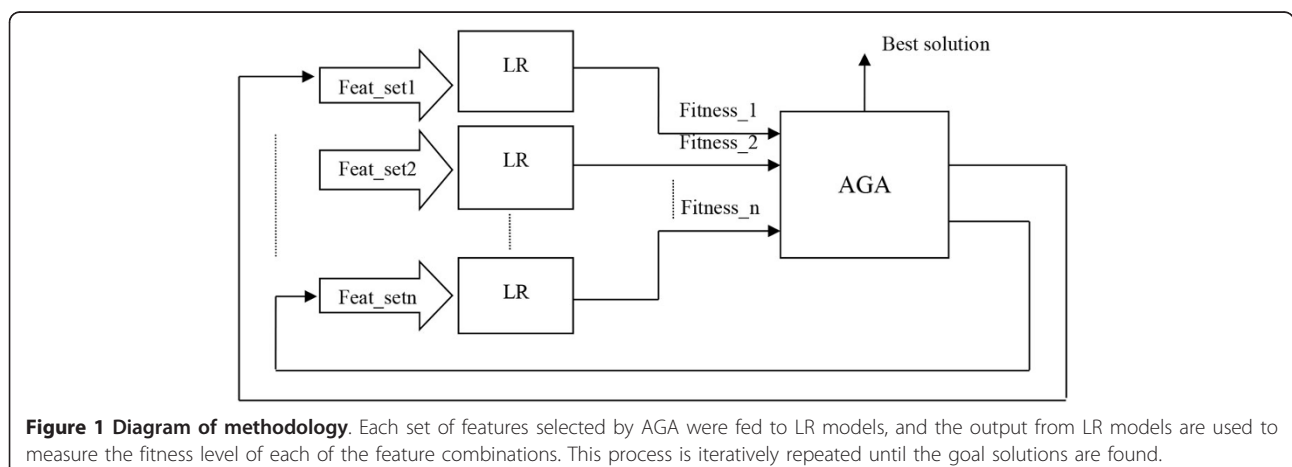 Best solution
Feat_set1
LR
Fitness_1
Feat_set2
LR
Fitness_2
AGA
Fitness_n
Feat_setn
LR
Figure 1 Diagram of methodology. Each set of features selected by AGA were fed to LR models, and the output from LR models are used to
measure the fitness level of each of the feature combinations. This process is iteratively repeated until the goal solutions are found.